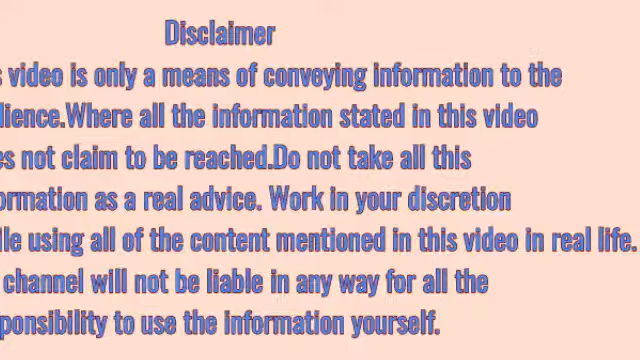 Disclaimer
s video is only a means of conveying information to the
dience.Where all the information stated in this video
es not claim to be reached.Do not take all this
ormation as a real advice. Work in your discretion
le using all of the content mentioned in this video in real life.
channel will not be liable in any way for all the
ponsibility to use the information yourself.